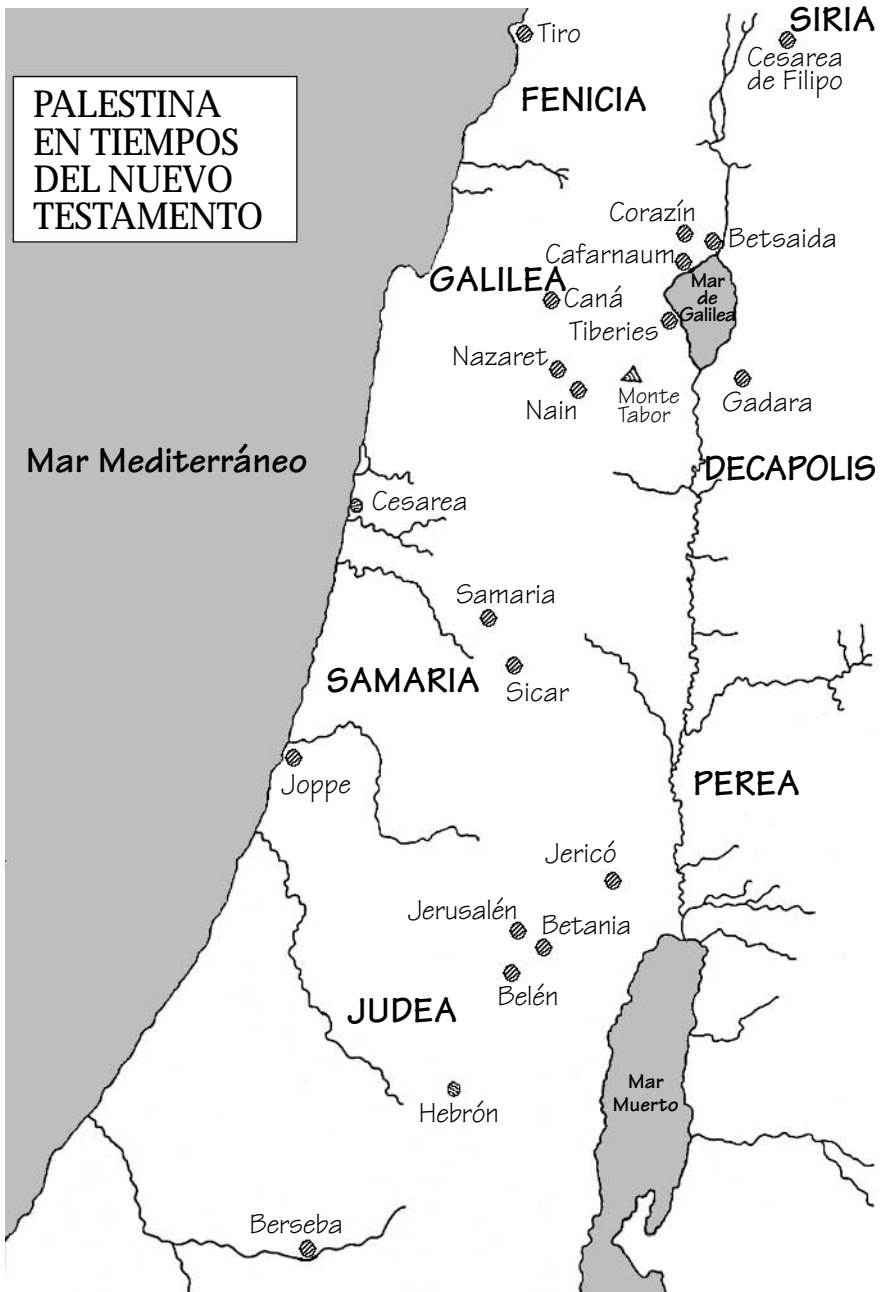 SIRIA
Tiro
Cesarea
de Filipo
PALESTINA
EN TIEMPOS
DEL NUEVO
TESTAMENTO
FENICIA
Corazín
Betsaida
Cafarnaum
GALILEA
Mar
de
Galilea
Caná
Tiberies
Nazaret
Nain
Monte
Tabor
Gadara
Mar Mediterráneo
DECAPOLIS
Cesarea
Samaria
SAMARIA
Sicar
Joppe
PEREA
Jericó
Jerusalén
Betania
Belén
JUDEA
Mar
Muerto
Hebrón
Berseba